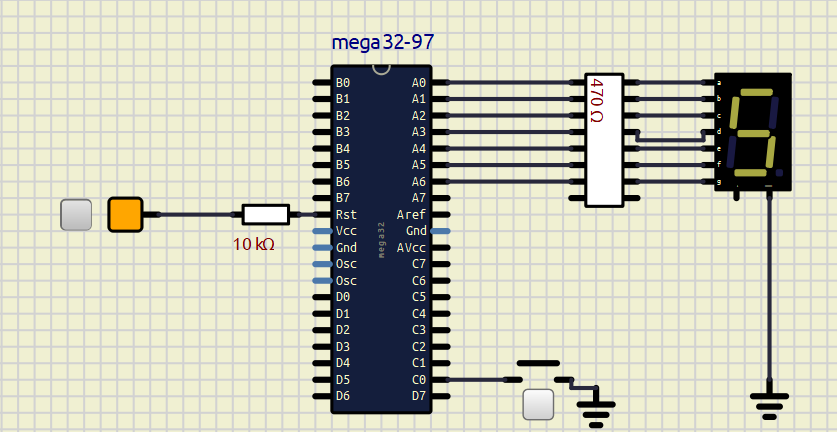 mega32-97
B0 A0
B1 A1
B2 A2
B3 A3
B4 A4
B5 A5
B6 A6
B7 A7
Rst Aref
Vcc Gnd
Gnd AVcc
Osc C7
Osc C6
D0 C5
D1 C4
D2 C3
D3 C2
D4 C1
D5 C0
D6 D7
mega32
10 kΩ
470 Ω
a
b
c
d
e
f
g